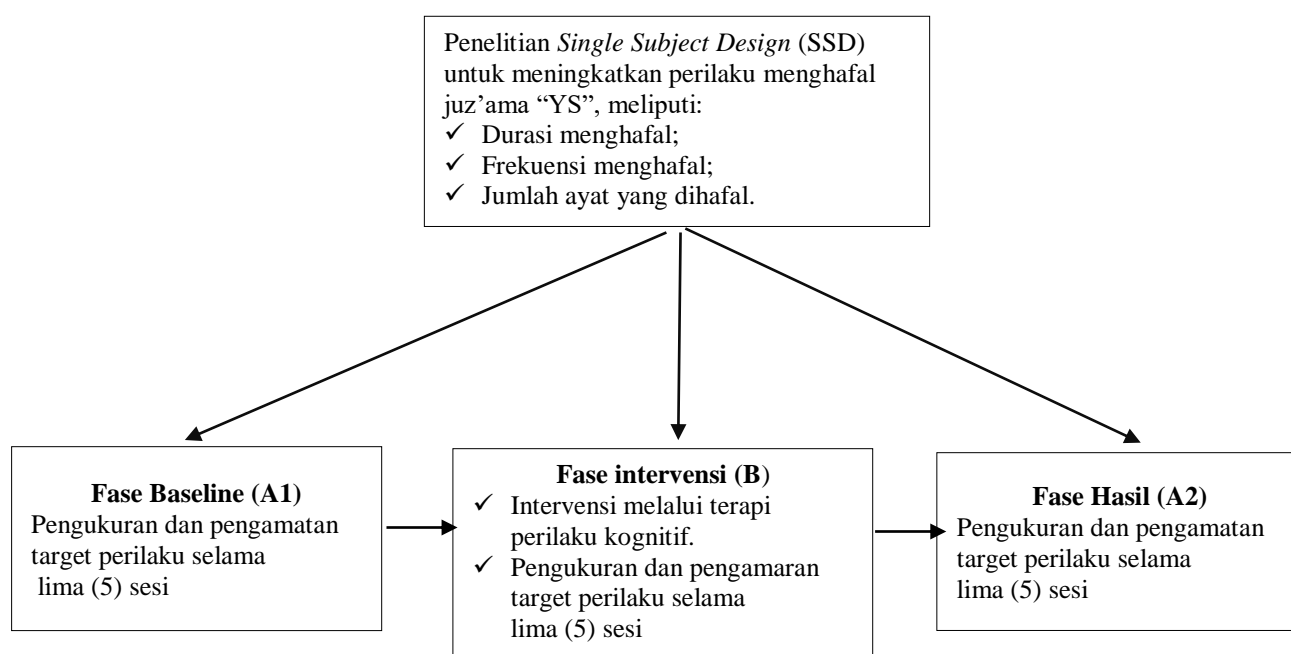 Penelitian Single Subject Design (SSD)
untuk meningkatkan perilaku menghafal
juz’ama “YS”, meliputi:
✓ Durasi menghafal;
✓ Frekuensi menghafal;
✓ Jumlah ayat yang dihafal.
Fase Baseline (A1)
Pengukuran dan pengamatan
target perilaku selama
lima (5) sesi
Fase intervensi (B)
✓ Intervensi melalui terapi
perilaku kognitif.
✓ Pengukuran dan pengamaran
target perilaku selama
lima (5) sesi
Fase Hasil (A2)
Pengukuran dan pengamatan
target perilaku selama
lima (5) sesi